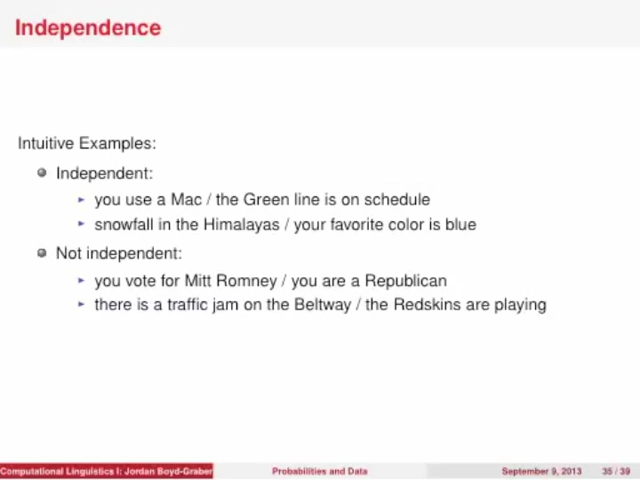 Independence
Intuitive Examples:
Independent:
you use a Mac / the Green line is on schedule
snowfall in the Himalayas / your favorite color is blue
Not independent:
you vote for Mitt Romney / you are a Republican
there is a traffic jam on the Beltway / the Redskins are playing
Computational Linguistics I: Jordan Boyd-Graber Probabilities and Data September 9, 2013 35 / 39